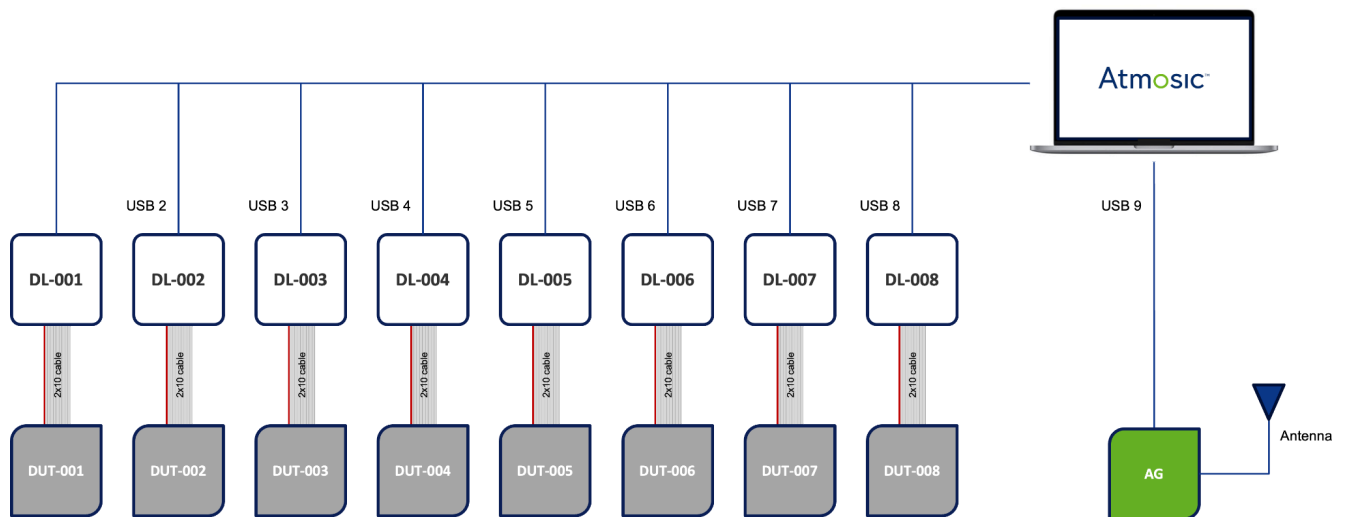 Atmosic™
USB 2
USB 3
USB 4
USB 5
USB 6
USB 7
USB 8
USB 9
DL-001
DL-002
DL-003
DL-004
DL-005
DL-006
DL-007
DL-008
2x10 cable
2x10 cable
2x10 cable
2x10 cable
2x10 cable
2x10 cable
2x10 cable
2x10 cable
Antenna
DUT-001
DUT-002
DUT-003
DUT-004
DUT-005
DUT-006
DUT-007
DUT-008
AG